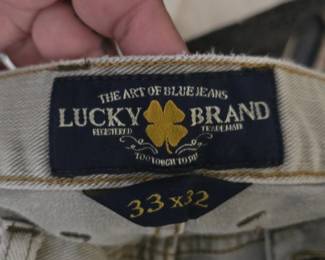 THE ART OF BLUE JEANS
LUCKY BRAND
REGISTERED TRADEMARK
TOO TOUGH TO DIE
33 x 32